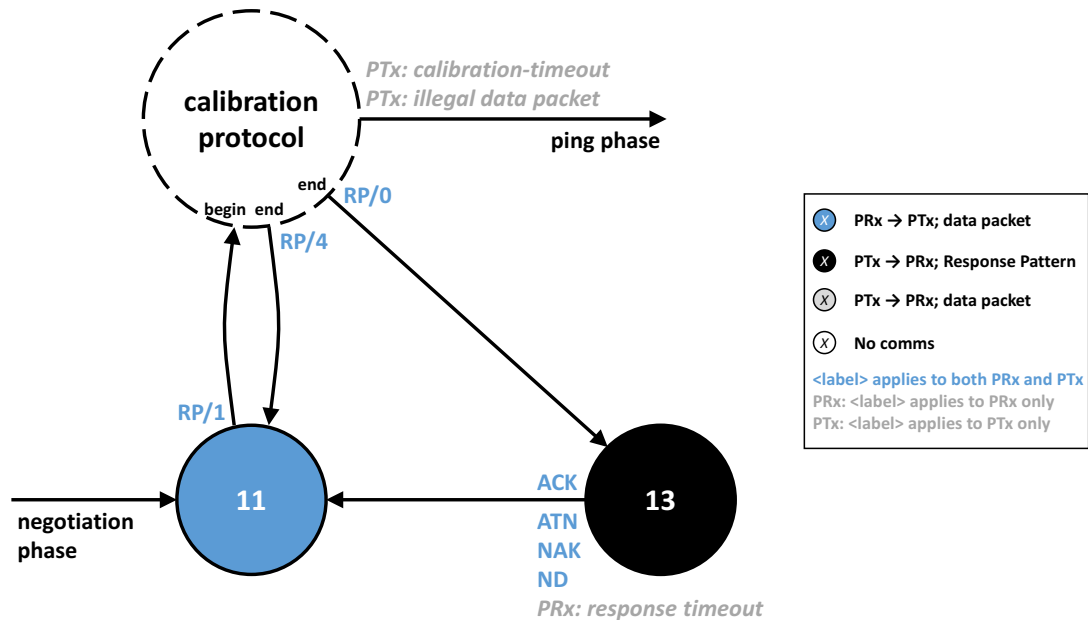 PTx: calibration-timeout
PTx: illegal data packet
calibration
protocol
ping phase
end
RP/0
begin
end
RP/4
RP/1
11
13
negotiation
phase
ACK
ATN
NAK
ND
PRx: response timeout
X PRx → PTx; data packet
X PTx → PRx; Response Pattern
X PTx → PRx; data packet
X No comms
<label> applies to both PRx and PTx
PRx: <label> applies to PRx only
PTx: <label> applies to PTx only